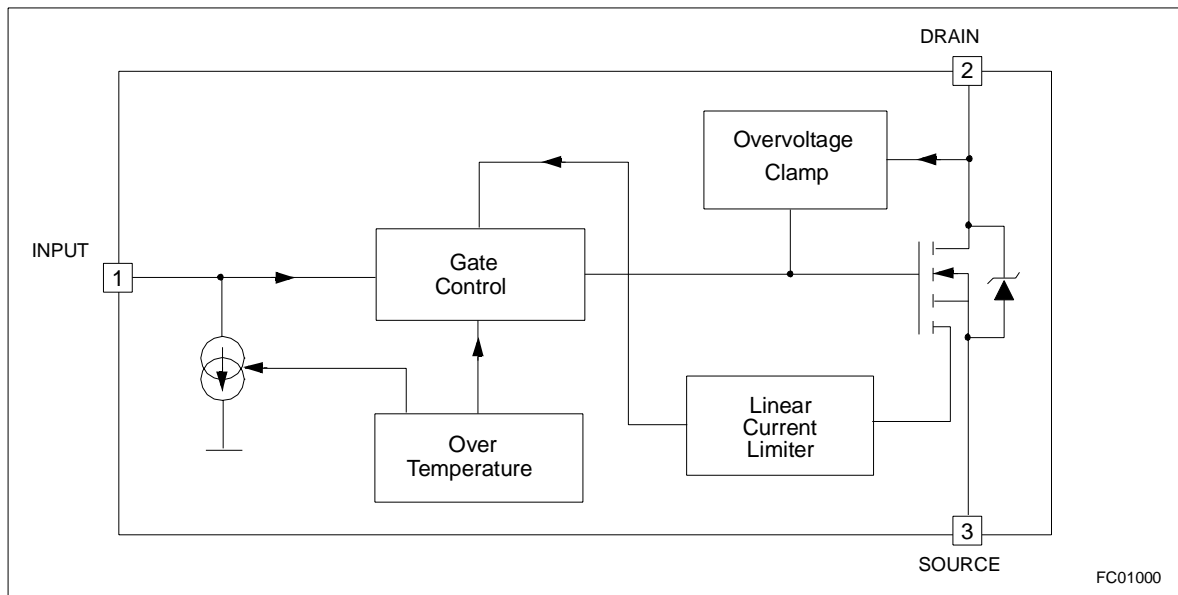 DRAIN
2
Overvoltage
Clamp
INPUT
1
Gate
Control
Over
Temperature
Linear
Current
Limiter
3
SOURCE
FC01000